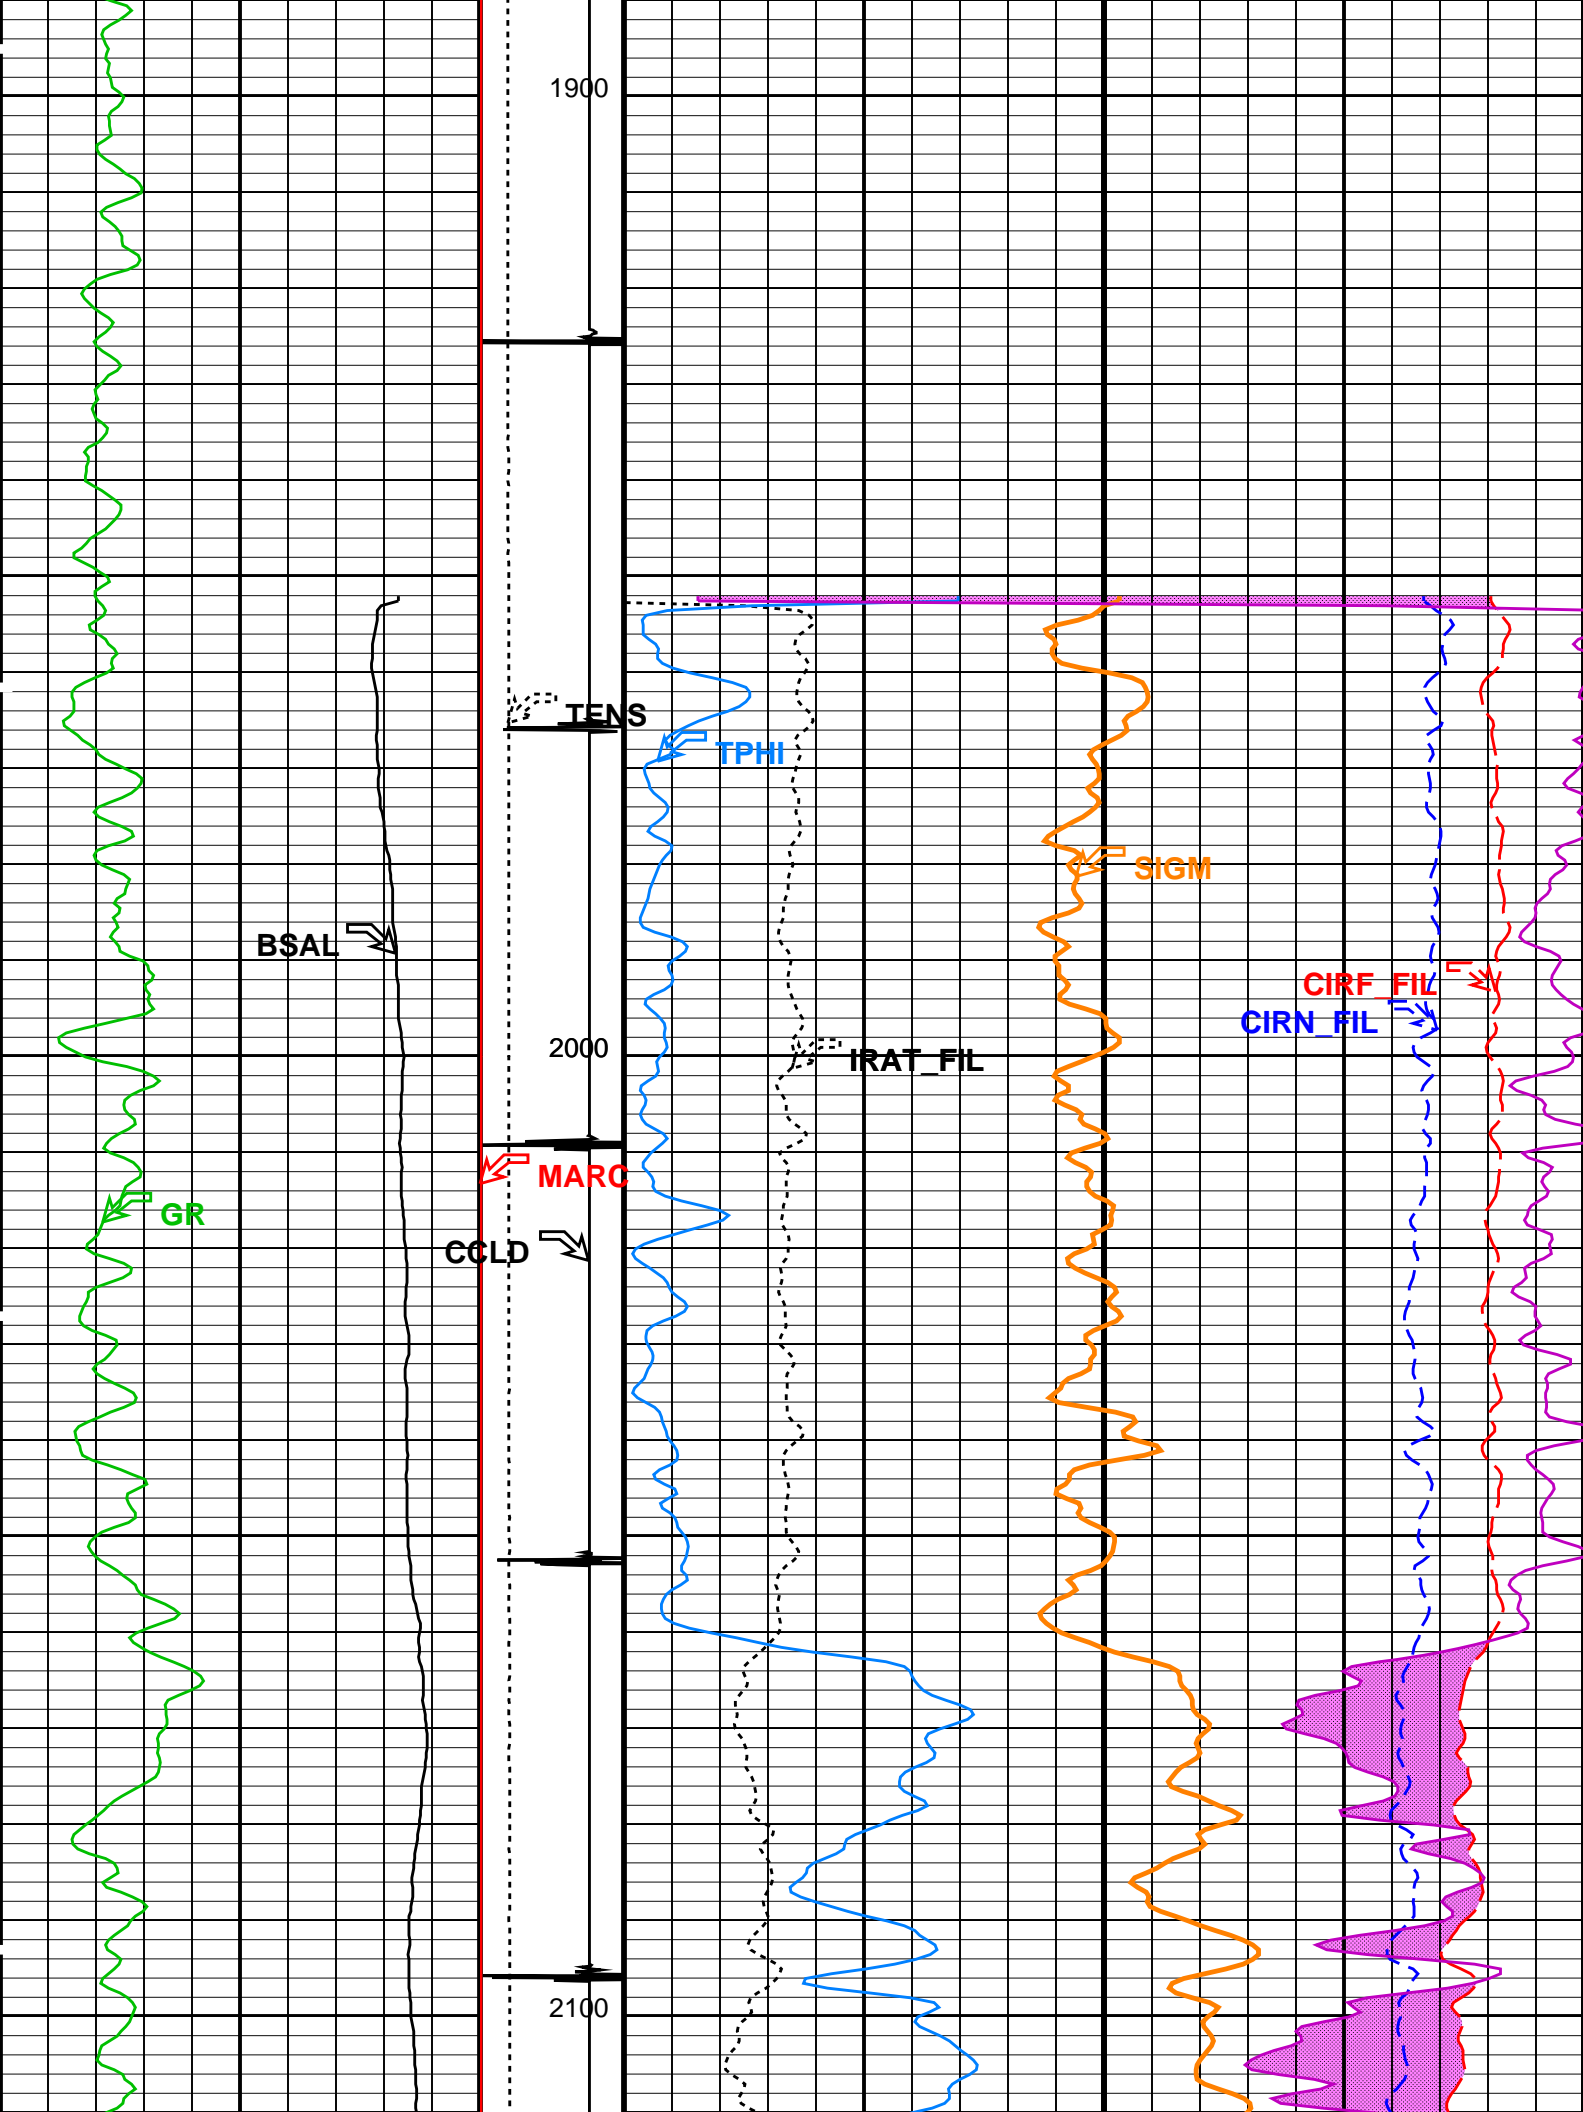 1900
TENS
TPHI
SIGM
BSAL
CIRF_FIL
CIRN_FIL
2000
IRAT_FIL
MARC
GR
CCLD
2100